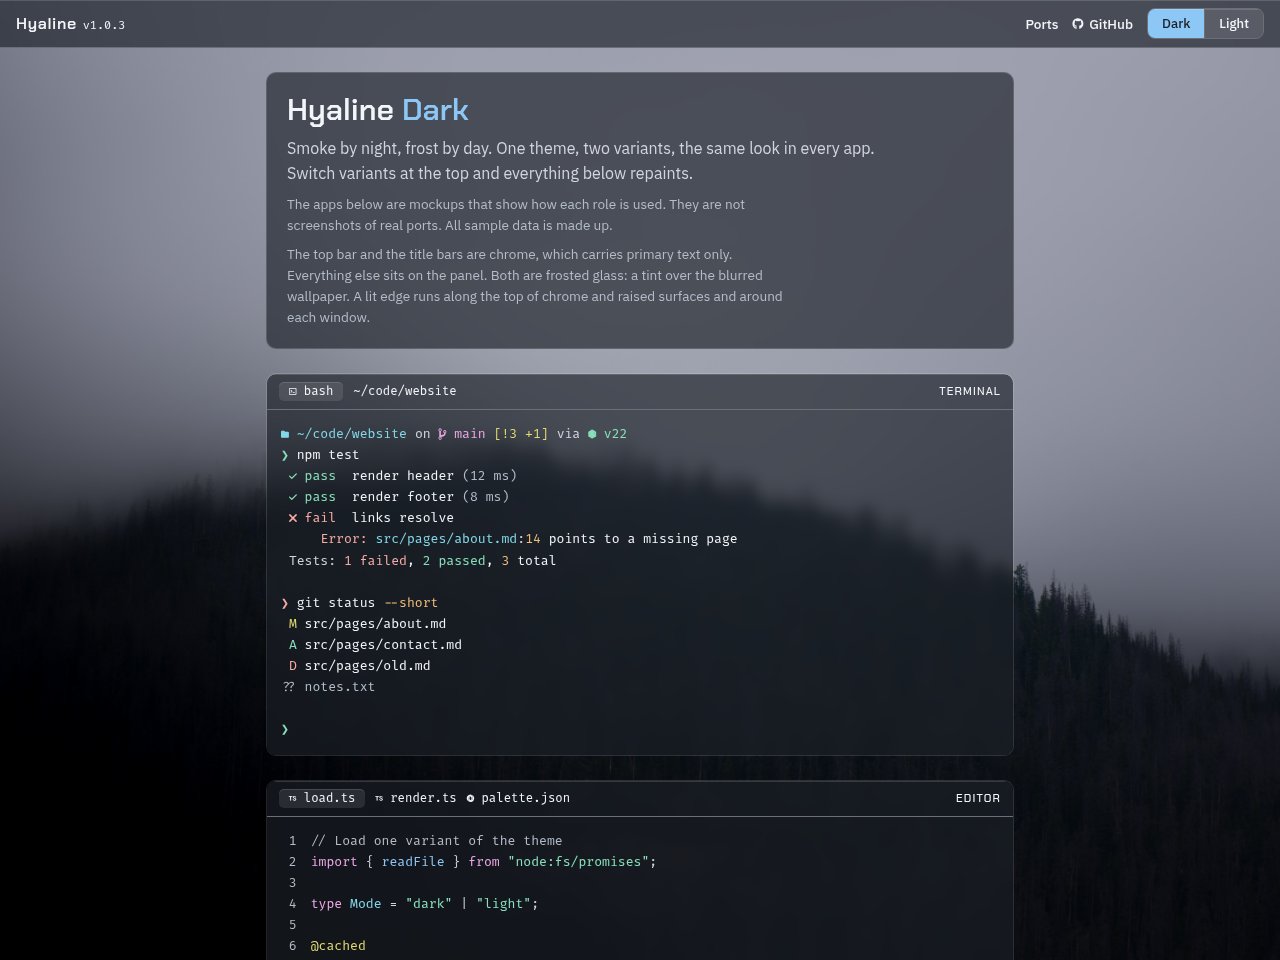 Hyaline v1.0.3
Ports GitHub Dark Light
Hyaline Dark
Smoke by night, frost by day. One theme, two variants, the same look in every app.
Switch variants at the top and everything below repaints.
The apps below are mockups that show how each role is used. They are not
screenshots of real ports. All sample data is made up.
The top bar and the title bars are chrome, which carries primary text only.
Everything else sits on the panel. Both are frosted glass: a tint over the blurred
wallpaper. A lit edge runs along the top of chrome and raised surfaces and around
each window.
bash ~/code/website TERMINAL
~/code/website on main [!3 +1] via v22
❯ npm test
✓ pass render header (12 ms)
✓ pass render footer (8 ms)
✗ fail links resolve
Error: src/pages/about.md:14 points to a missing page
Tests: 1 failed, 2 passed, 3 total
❯ git status --short
M src/pages/about.md
A src/pages/contact.md
D src/pages/old.md
?? notes.txt
❯
TS load.ts TS render.ts palette.json EDITOR
1 // Load one variant of the theme
2 import { readFile } from "node:fs/promises";
3
4 type Mode = "dark" | "light";
5
6 @cached